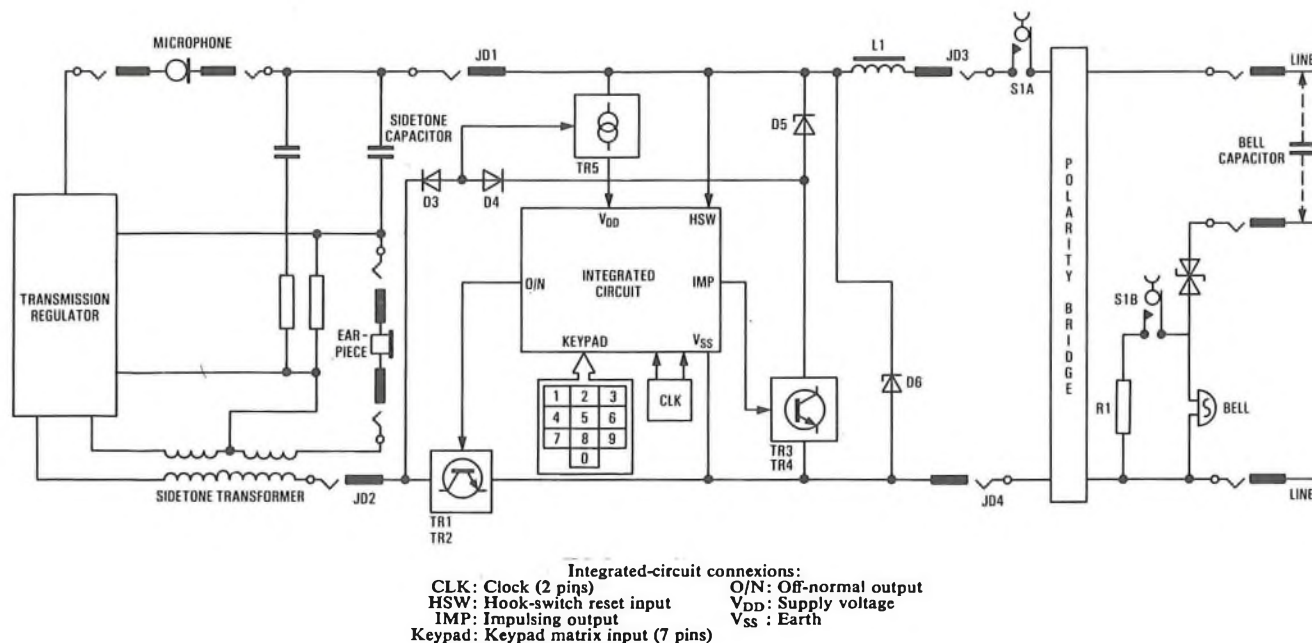 MICROPHONE
JD1
L1
JD3
S1A
LINE
SIDETONE
CAPACITOR
TR5
D5
D3
D4
VDD
HSW
POLARITY BRIDGE
BELL
CAPACITOR
TRANSMISSION
REGULATOR
EAR-
PIECE
O/N
INTEGRATED
CIRCUIT
IMP
KEYPAD
VSS
S1B
D6
1 2 3
4 5 6
7 8 9
0
CLK
R1
BELL
TR3
TR4
SIDETONE TRANSFORMER
JD2
TR1
TR2
JD4
LINE
Integrated-circuit connexions:
CLK: Clock (2 pins)
O/N: Off-normal output
HSW: Hook-switch reset input
VDD: Supply voltage
IMP: Impulsing output
VSS : Earth
Keypad: Keypad matrix input (7 pins)